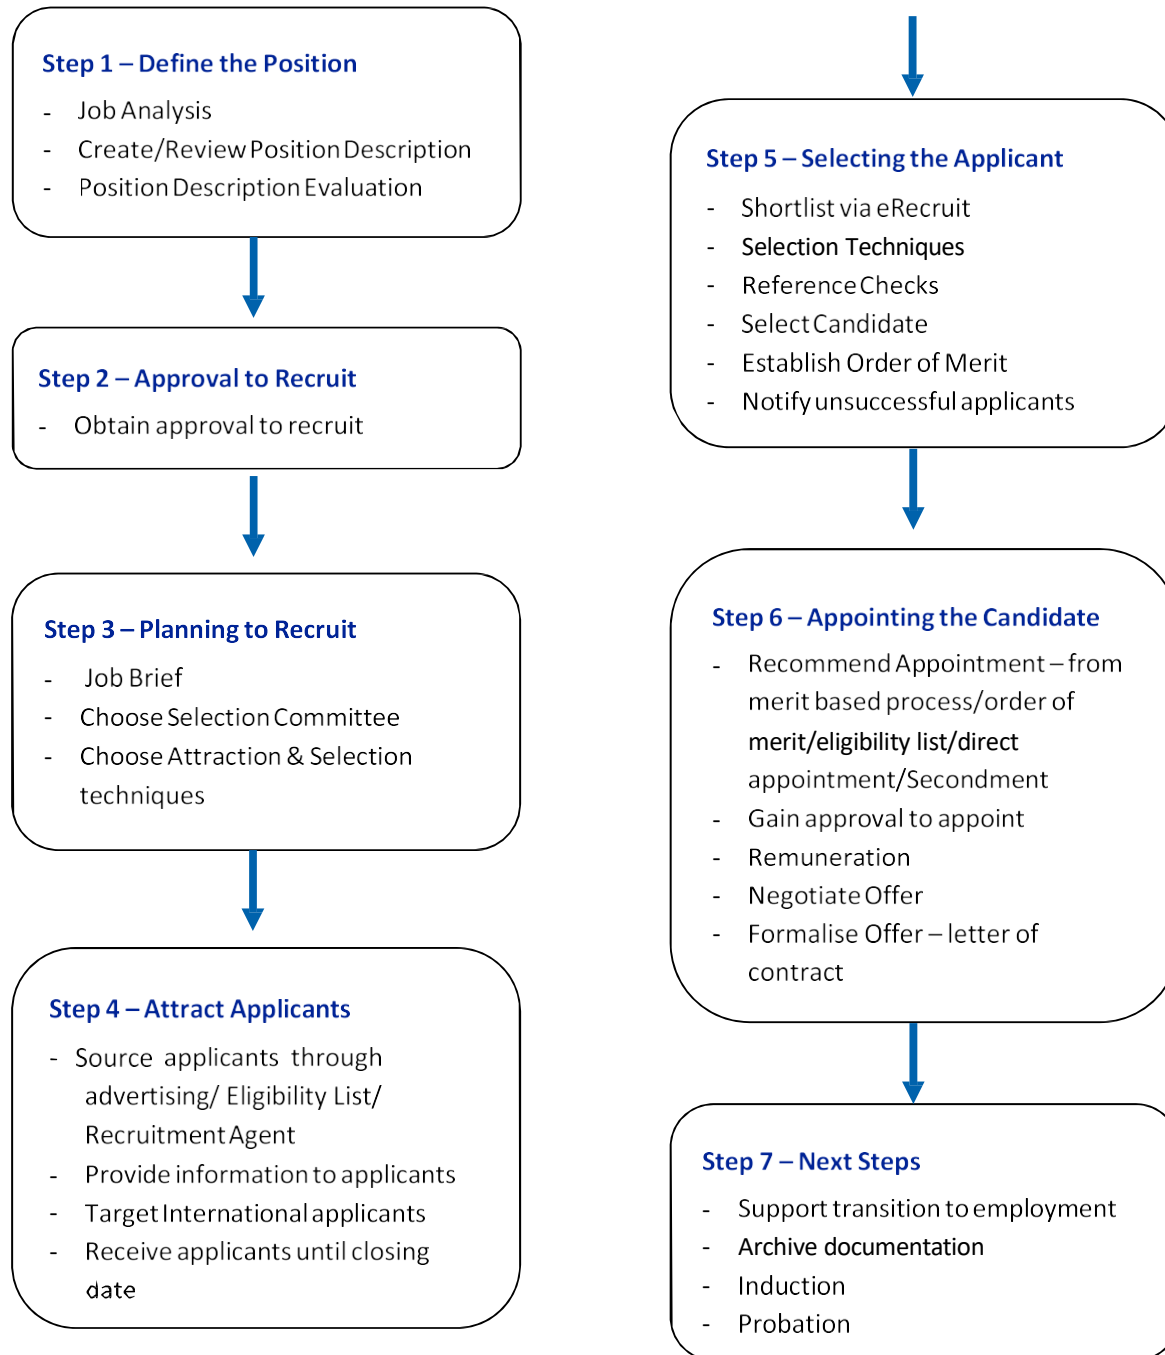 Step 1 – Define the Position
- Job Analysis
- Create/Review Position Description
- Position Description Evaluation
Step 2 – Approval to Recruit
- Obtain approval to recruit
Step 3 – Planning to Recruit
- Job Brief
- Choose Selection Committee
- Choose Attraction & Selection
techniques
Step 4 – Attract Applicants
- Source applicants through
advertising/ Eligibility List/
Recruitment Agent
- Provide information to applicants
- Target International applicants
- Receive applicants until closing
date
Step 5 – Selecting the Applicant
- Shortlist via eRecruit
- Selection Techniques
- Reference Checks
- Select Candidate
- Establish Order of Merit
- Notify unsuccessful applicants
Step 6 – Appointing the Candidate
- Recommend Appointment – from
merit based process/order of
merit/eligibility list/direct
appointment/Secondment
- Gain approval to appoint
- Remuneration
- Negotiate Offer
- Formalise Offer – letter of
contract
Step 7 – Next Steps
- Support transition to employment
- Archive documentation
- Induction
- Probation